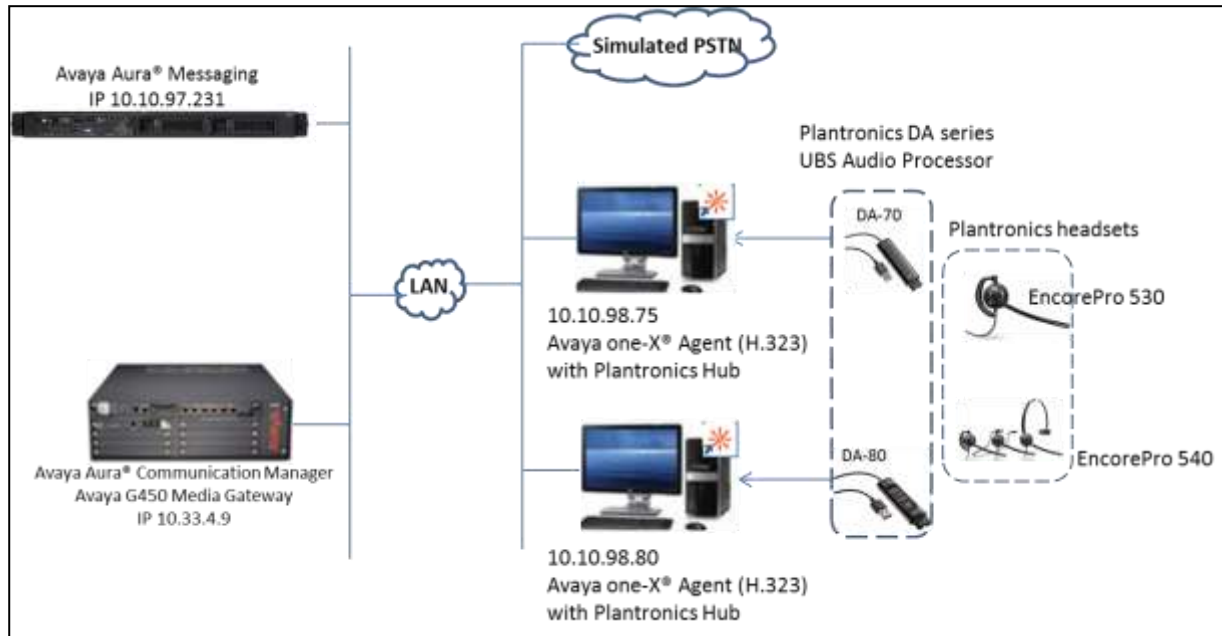 Simulated PSTN
Avaya Aura® Messaging
IP 10.10.97.231
Plantronics DA series
UBS Audio Processor
DA-70
Plantronics headsets
EncorePro 530
LAN
10.10.98.75
Avaya one-X® Agent (H.323)
with Plantronics Hub
DA-80
EncorePro 540
Avaya Aura® Communication Manager
Avaya G450 Media Gateway
IP 10.33.4.9
10.10.98.80
Avaya one-X® Agent (H.323)
with Plantronics Hub